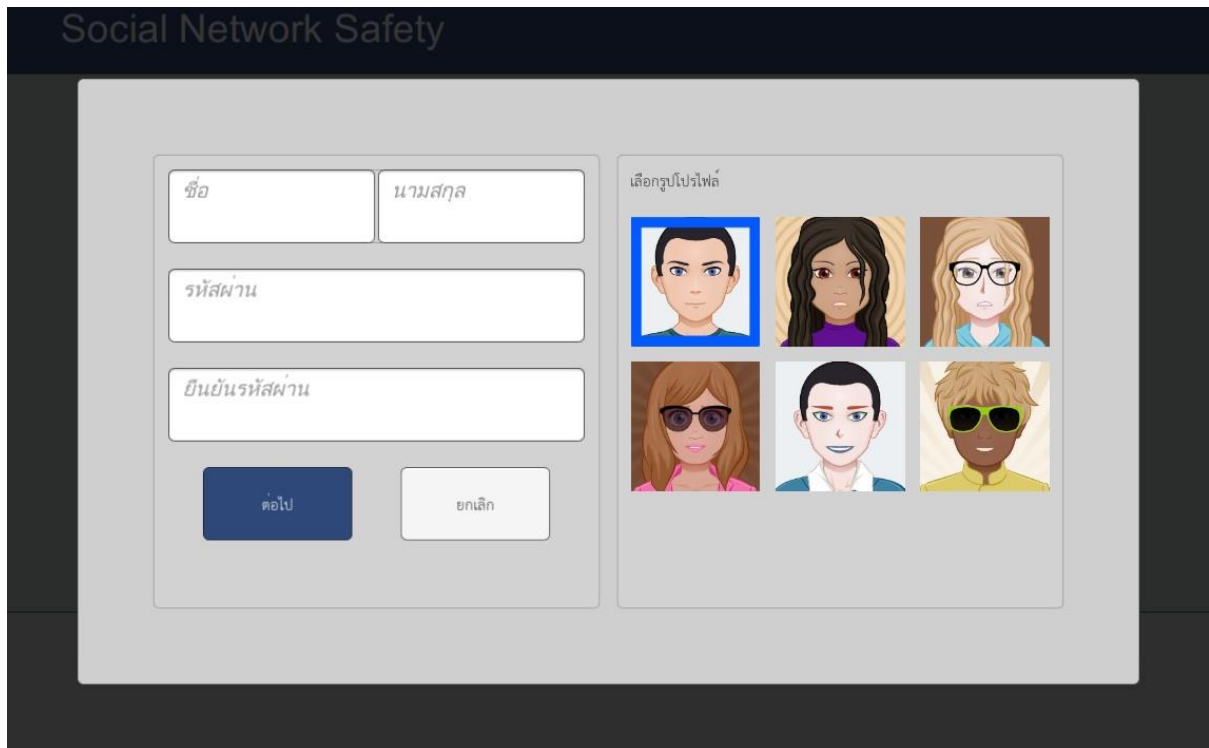 Social Network Safety
ชื่อ
นามสกุล
รหัสผ่าน
ยืนยันรหัสผ่าน
ต่อไป
ยกเลิก
เลือกรูปโปรไฟล์